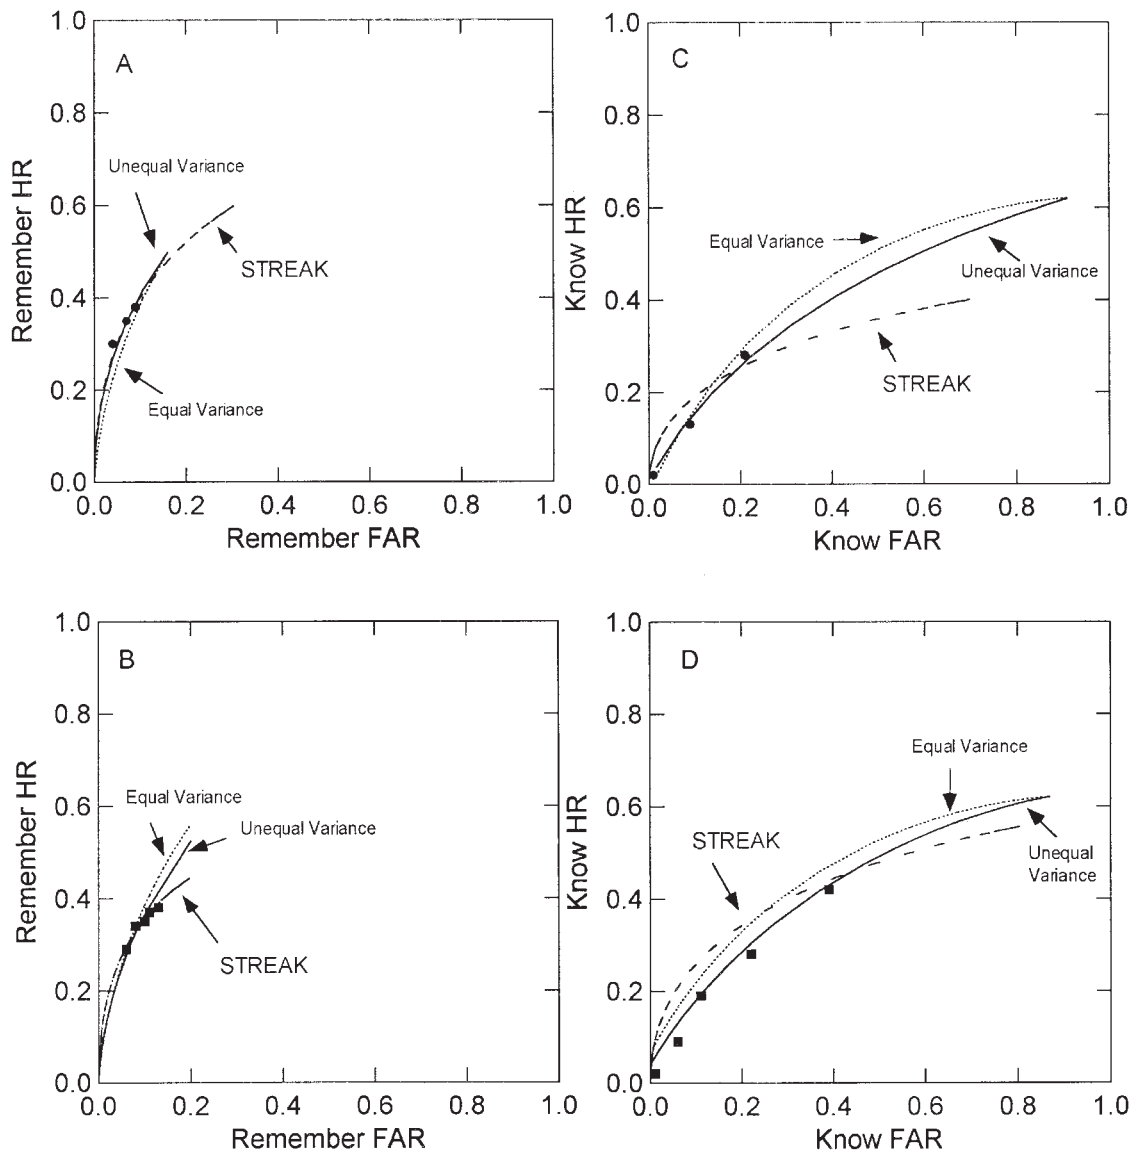 A
1.0
0.8
0.6
0.4
0.2
0.0
Remember HR
Unequal Variance
STREAK
Equal Variance
0.0 0.2 0.4 0.6 0.8 1.0
Remember FAR
C
1.0
0.8
0.6
0.4
0.2
0.0
Know HR
Equal Variance
Unequal Variance
STREAK
0.0 0.2 0.4 0.6 0.8 1.0
Know FAR
B
1.0
0.8
0.6
0.4
0.2
0.0
Remember HR
Equal Variance
Unequal Variance
STREAK
0.0 0.2 0.4 0.6 0.8 1.0
Remember FAR
D
1.0
0.8
0.6
0.4
0.2
0.0
Know HR
Equal Variance
STREAK
Unequal
Variance
0.0 0.2 0.4 0.6 0.8 1.0
Know FAR